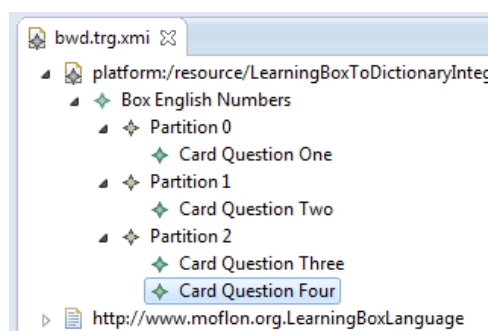 bwd.trg.xmi
platform:/resource/LearningBoxToDictionaryInteg
Box English Numbers
Partition 0
Card Question One
Partition 1
Card Question Two
Partition 2
Card Question Three
Card Question Four
http://www.moflon.org.LearningBoxLanguage